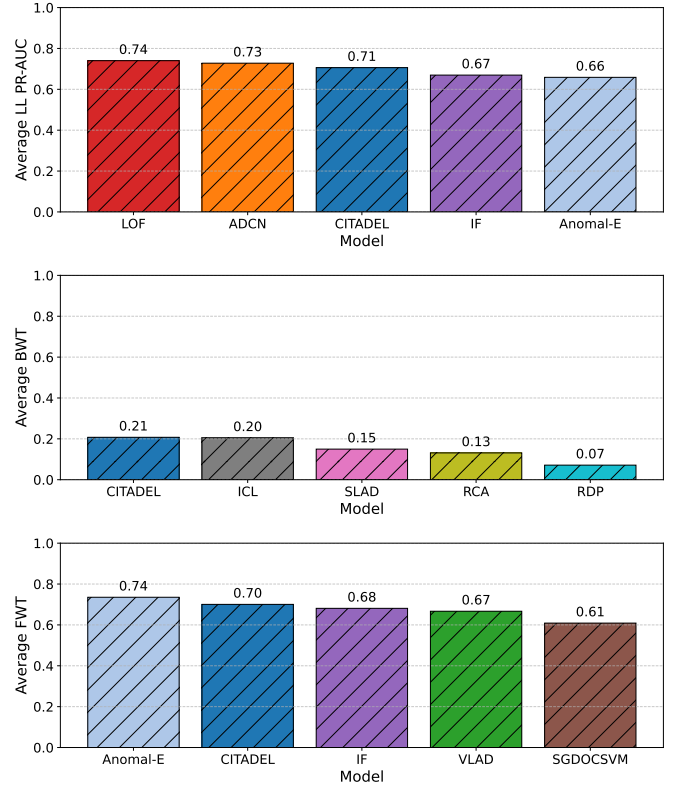 Average LL PR-AUC
1.0
0.8
0.6
0.4
0.2
0.0
0.74 0.73 0.71 0.67 0.66
LOF ADCN CITADEL IF Anomal-E
Model
Average BWT
1.0
0.8
0.6
0.4
0.2
0.0
0.21 0.20 0.15 0.13 0.07
CITADEL ICL SLAD RCA RDP
Model
Average FWT
1.0
0.8
0.6
0.4
0.2
0.0
0.74 0.70 0.68 0.67 0.61
Anomal-E CITADEL IF VLAD SGDOCSVM
Model